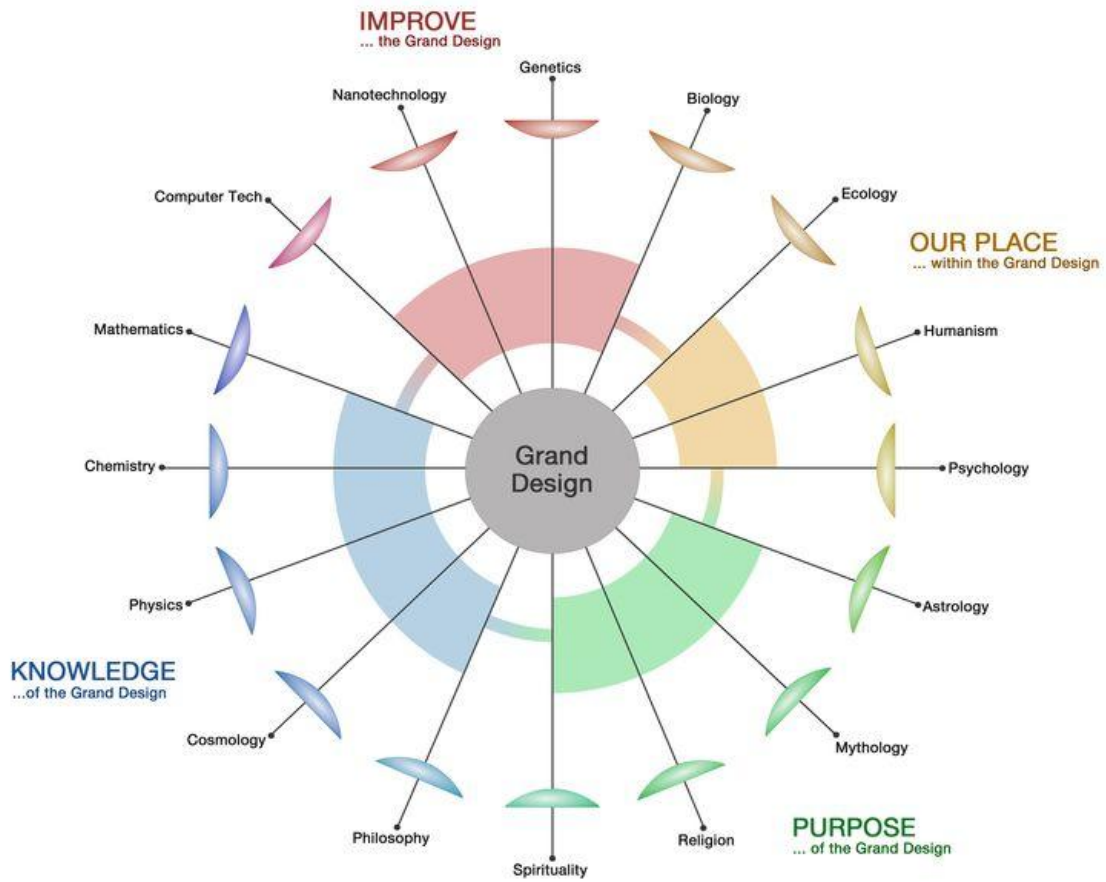 IMPROVE
... the Grand Design
Genetics
Nanotechnology
Biology
Computer Tech
Ecology
OUR PLACE
... within the Grand Design
Mathematics
Humanism
Grand
Design
Chemistry
Psychology
Physics
Astrology
KNOWLEDGE
...of the Grand Design
Cosmology
Mythology
Philosophy
Religion
PURPOSE
... of the Grand Design
Spirituality